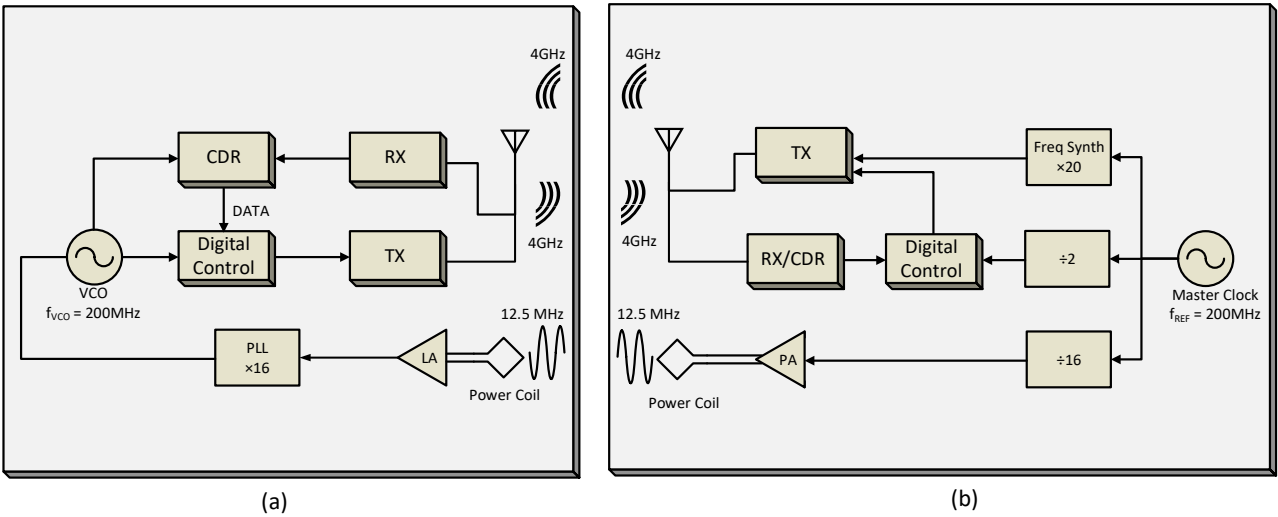 4GHz
CDR
RX
DATA
4GHz
Digital
Control
TX
VCO
fVCO = 200MHz
12.5 MHz
PLL
×16
LA
Power Coil
(a)
4GHz
TX
Freq Synth
×20
4GHz
RX/CDR
Digital
Control
÷2
Master Clock
fREF = 200MHz
12.5 MHz
PA
÷16
Power Coil
(b)